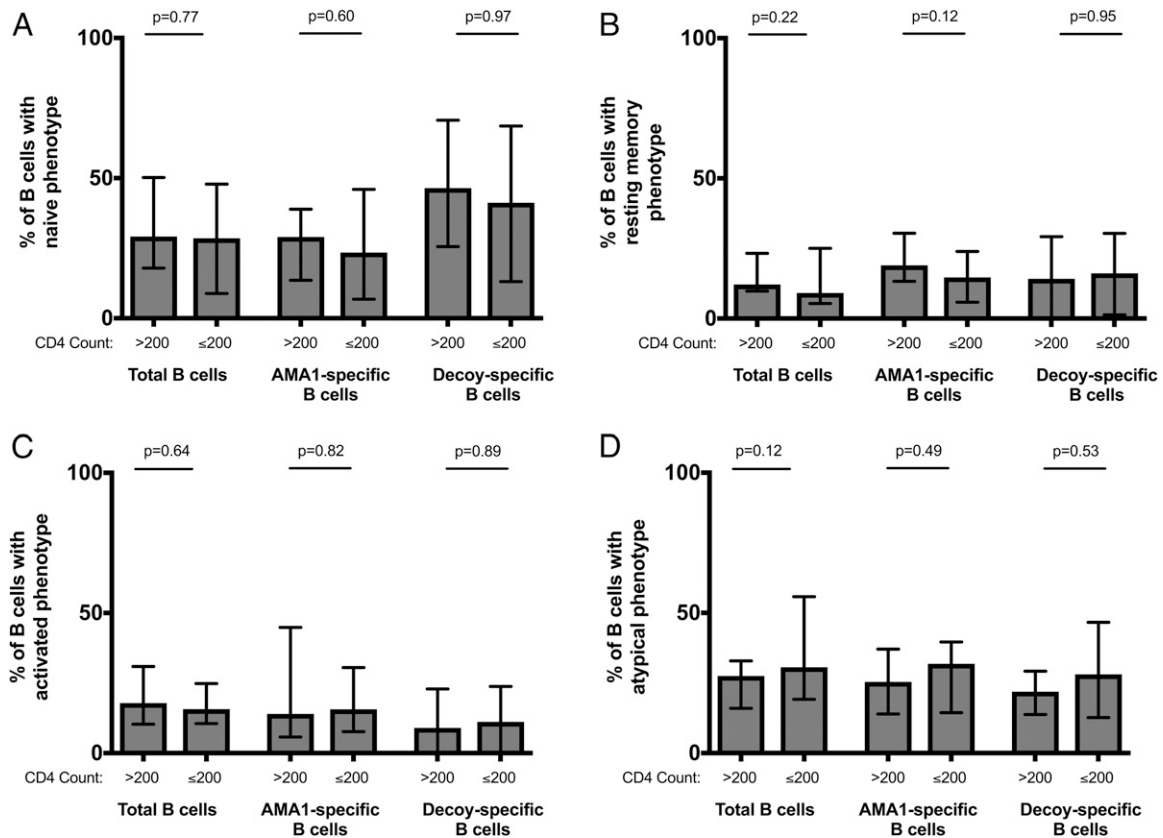 A
p=0.77 p=0.60 p=0.97
100
50
0
% of B cells with
naive phenotype
CD4 Count: >200 ≤200 >200 ≤200 >200 ≤200
Total B cells AMA1-specific Decoy-specific
B cells B cells
B
p=0.22 p=0.12 p=0.95
100
50
0
% of B cells with
resting memory
phenotype
CD4 Count: >200 ≤200 >200 ≤200 >200 ≤200
Total B cells AMA1-specific Decoy-specific
B cells B cells
C
p=0.64 p=0.82 p=0.89
100
50
0
% of B cells with
activated phenotype
CD4 Count: >200 ≤200 >200 ≤200 >200 ≤200
Total B cells AMA1-specific Decoy-specific
B cells B cells
D
p=0.12 p=0.49 p=0.53
100
50
0
% of B cells with
atypical phenotype
CD4 Count: >200 ≤200 >200 ≤200 >200 ≤200
Total B cells AMA1-specific Decoy-specific
B cells B cells